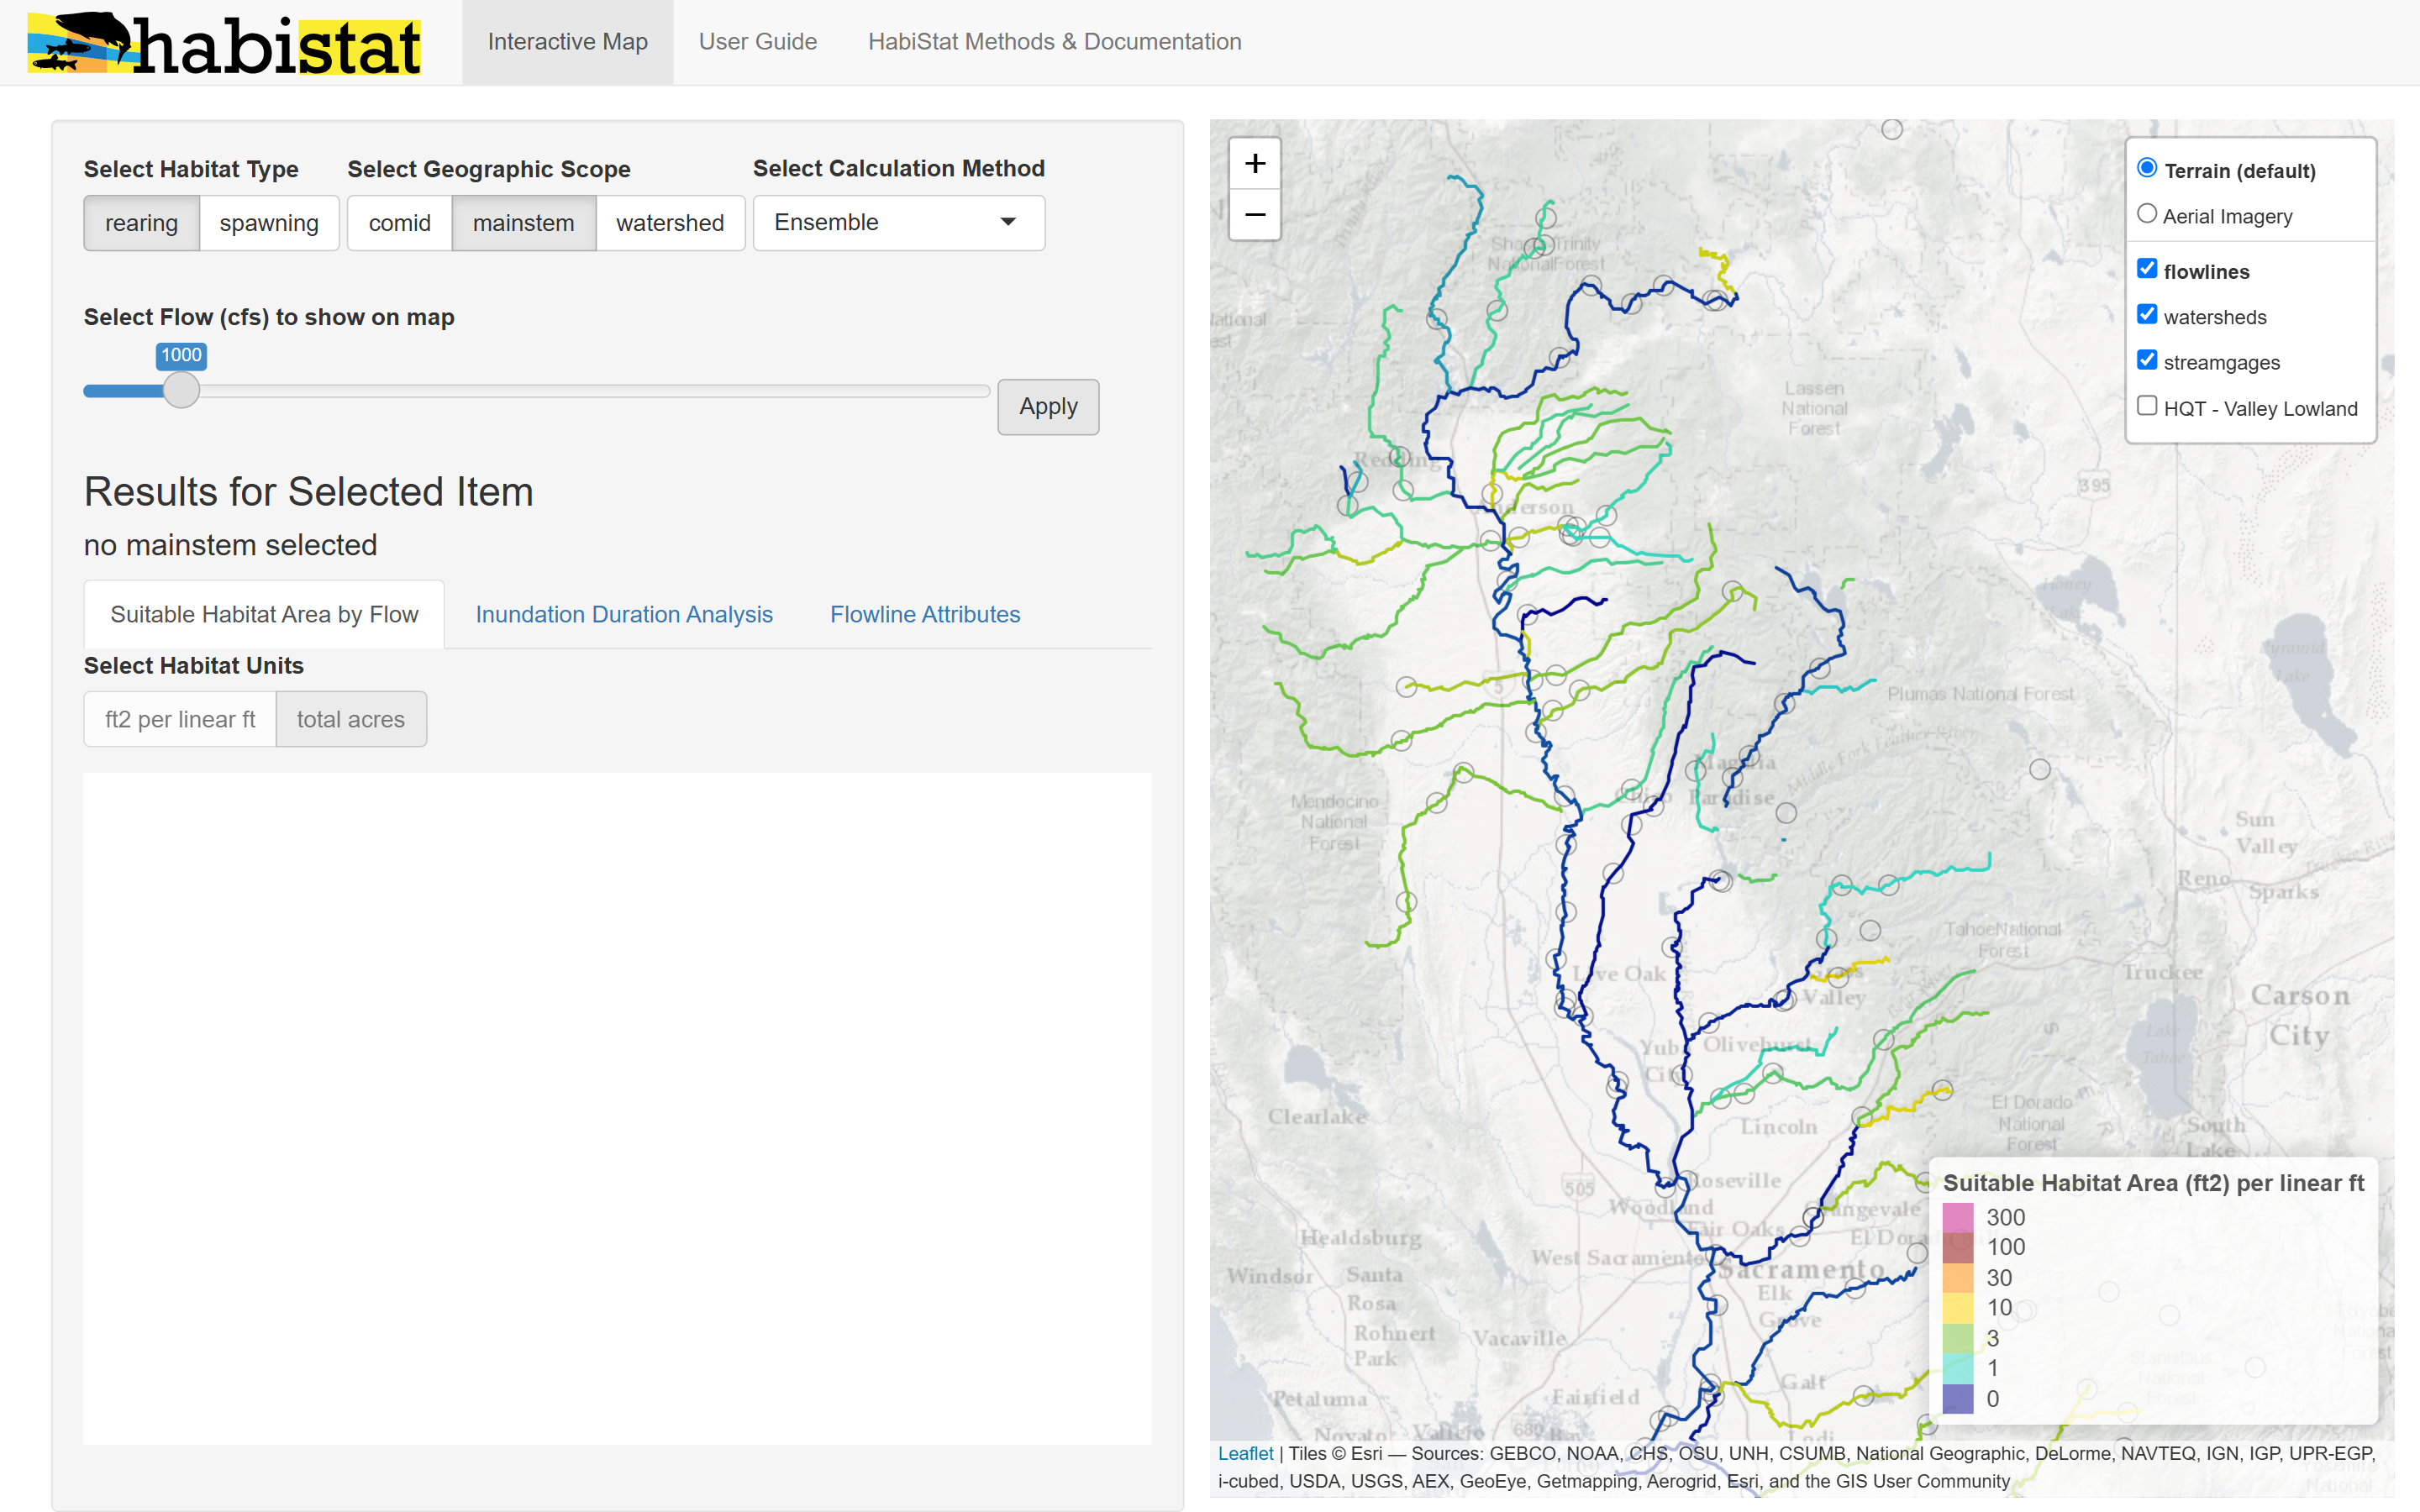 habistat
Interactive Map
User Guide
HabiStat Methods & Documentation
Select Habitat Type
Select Geographic Scope
Select Calculation Method
rearing
spawning
comid
mainstem
watershed
Ensemble
Select Flow (cfs) to show on map
1000
Apply
Results for Selected Item
no mainstem selected
Suitable Habitat Area by Flow
Inundation Duration Analysis
Flowline Attributes
Select Habitat Units
ft2 per linear ft
total acres
+
−
Terrain (default)
Aerial Imagery
flowlines
watersheds
streamgages
HQT - Valley Lowland
Lassen
National
Forest
395
Redding
Anderson
5
Plumas National Forest
Middle Fork Feather River
Magalia
Paradise
Chico
Mendocino
National
Forest
Pyramid
Lake
Sun
Valley
Reno
Sparks
Tahoe National
Forest
Truckee
Live Oak
Grass
Valley
Carson
City
Lake
Tahoe
Yuba
City
Olivehurst
Clearlake
Lincoln
El Dorado
National
Forest
South
Lake
505
Roseville
Woodland
Fair Oaks
Orangevale
Healdsburg
West Sacramento
Sacramento
Windsor
Santa
Rosa
Elk
Grove
Rohnert
Park
Vacaville
Petaluma
Fairfield
Galt
Novato
Vallejo
680
Lodi
Suitable Habitat Area (ft2) per linear ft
300
100
30
10
3
1
0
Leaflet | Tiles © Esri — Sources: GEBCO, NOAA, CHS, OSU, UNH, CSUMB, National Geographic, DeLorme, NAVTEQ, IGN, IGP, UPR-EGP,
i-cubed, USDA, USGS, AEX, GeoEye, Getmapping, Aerogrid, Esri, and the GIS User Community